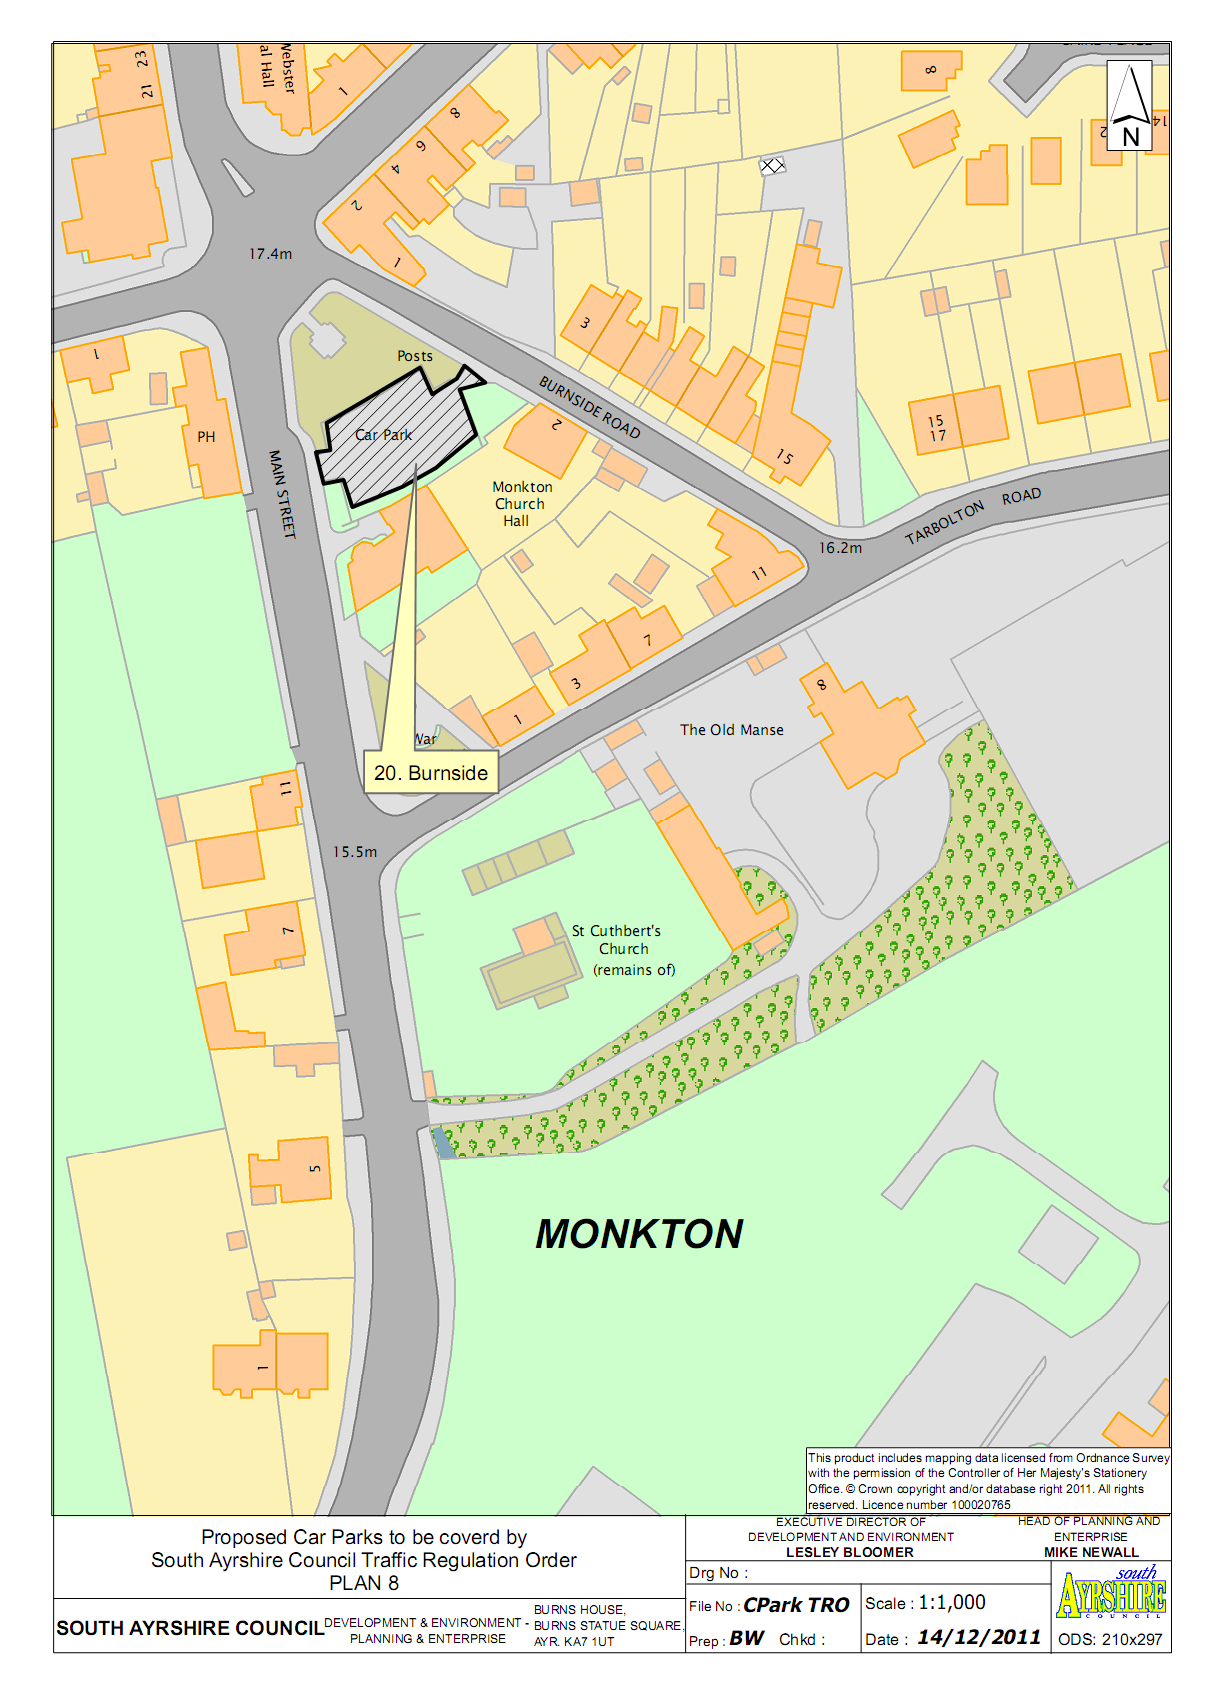 23
21
Webster
al Hall
1
8
6
4
2
1
8
LAIRD PLACE
14
2
N
17.4m
3
Posts
BURNSIDE ROAD
1
PH
Car Park
2
15
17
15
MAIN STREET
Monkton
Church
Hall
TARBOLTON ROAD
16.2m
11
7
3
1
8
War
The Old Manse
20. Burnside
11
15.5m
7
St Cuthbert's
Church
(remains of)
5
MONKTON
1
This product includes mapping data licensed from Ordnance Survey
with the permission of the Controller of Her Majesty's Stationery
Office. © Crown copyright and/or database right 2011. All rights
reserved. Licence number 100020765
Proposed Car Parks to be coverd by
South Ayrshire Council Traffic Regulation Order
PLAN 8
EXECUTIVE DIRECTOR OF
DEVELOPMENT AND ENVIRONMENT
LESLEY BLOOMER
HEAD OF PLANNING AND
ENTERPRISE
MIKE NEWALL
Drg No :
File No : CPark TRO
Scale : 1:1,000
Prep : BW Chkd :
Date : 14/12/2011
south
AYRSHIRE
COUNCIL
ODS: 210x297
SOUTH AYRSHIRE COUNCIL
DEVELOPMENT & ENVIRONMENT -
PLANNING & ENTERPRISE
BURNS HOUSE,
BURNS STATUE SQUARE,
AYR. KA7 1UT